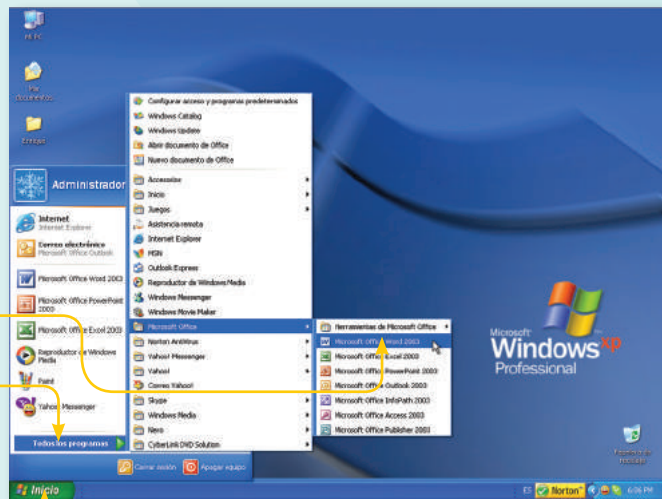 Mi PC
Mis
documentos
Administrador
Internet
Internet Explorer
Correo electrónico
Microsoft Office Outlook
Microsoft Office Word 2003
Microsoft Office PowerPoint
2003
Microsoft Office Excel 2003
Reproductor de Windows
Media
Paint
Yahoo! Messenger
Todos los programas
Cerrar sesión
Apagar equipo
Inicio
Configurar acceso y programas predeterminados
Windows Catalog
Windows Update
Abrir documento de Office
Nuevo documento de Office
Accesorios
Inicio
Juegos
Asistencia remota
Internet Explorer
MSN
Outlook Express
Reproductor de Windows Media
Windows Messenger
Windows Movie Maker
Microsoft Office
Norton AntiVirus
Yahoo! Messenger
Yahoo!
Correo Yahoo!
Skype
Windows Media
Nero
CyberLink DVD Solution
Herramientas de Microsoft Office
Microsoft Office Word 2003
Microsoft Office Excel 2003
Microsoft Office PowerPoint 2003
Microsoft Office Outlook 2003
Microsoft Office InfoPath 2003
Microsoft Office Access 2003
Microsoft Office Publisher 2003
Microsoft
Windows xp
Professional
Papelera de
reciclaje
ES
Norton™
6:06 PM